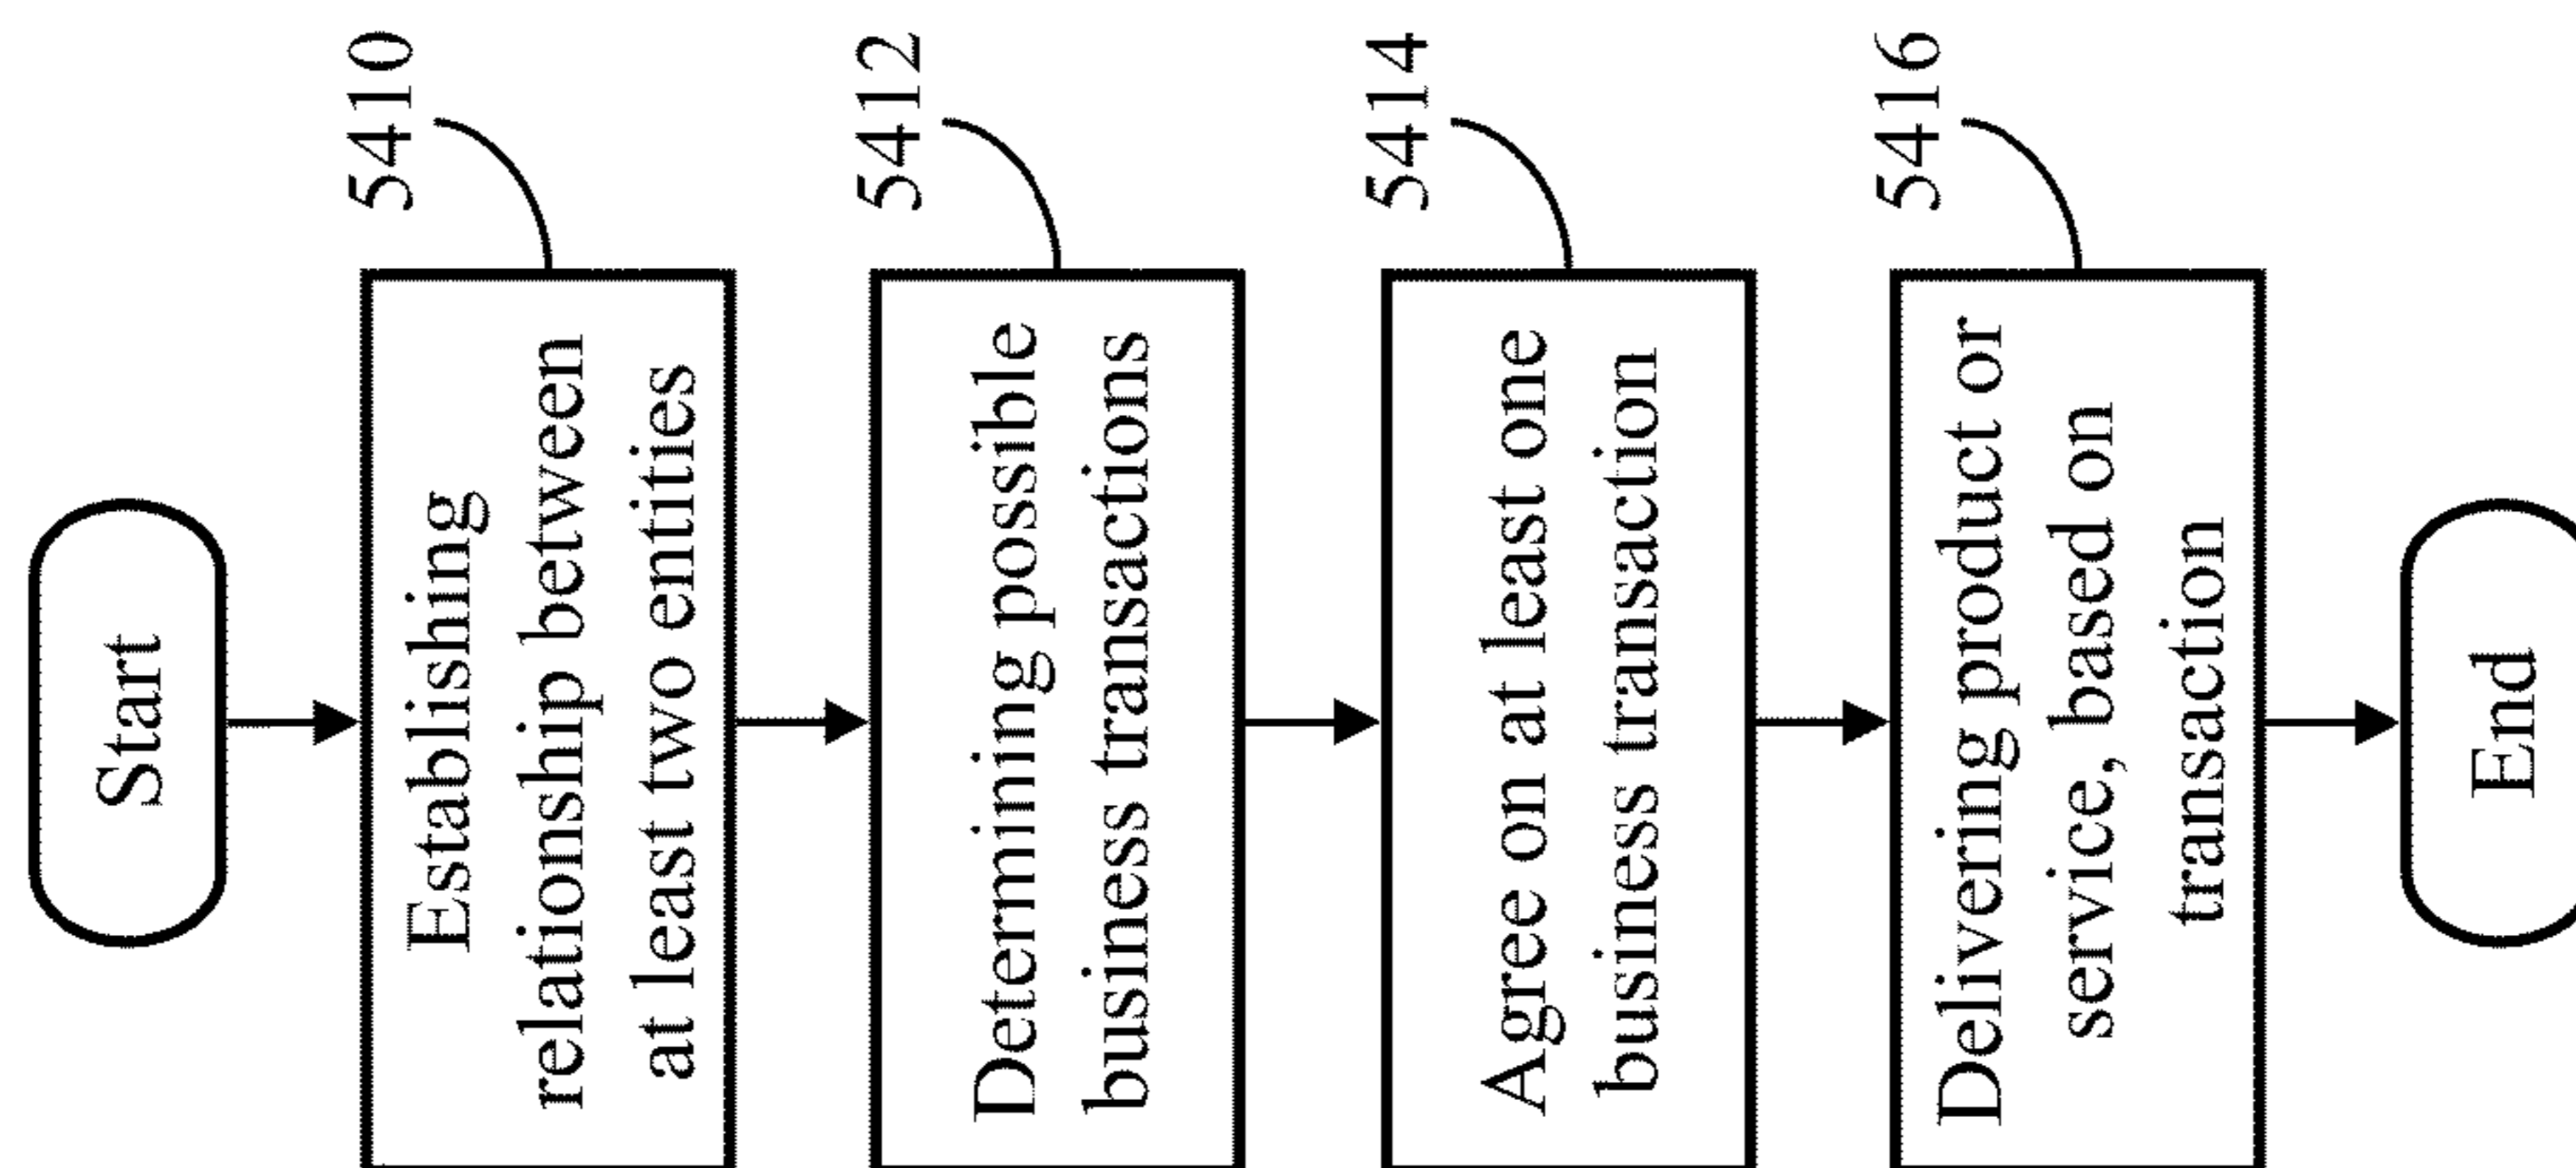 Start
5410
Establishing
relationship between
at least two entities
5412
Determining possible
business transactions
5414
Agree on at least one
business transaction
5416
Delivering product or
service, based on
transaction
End